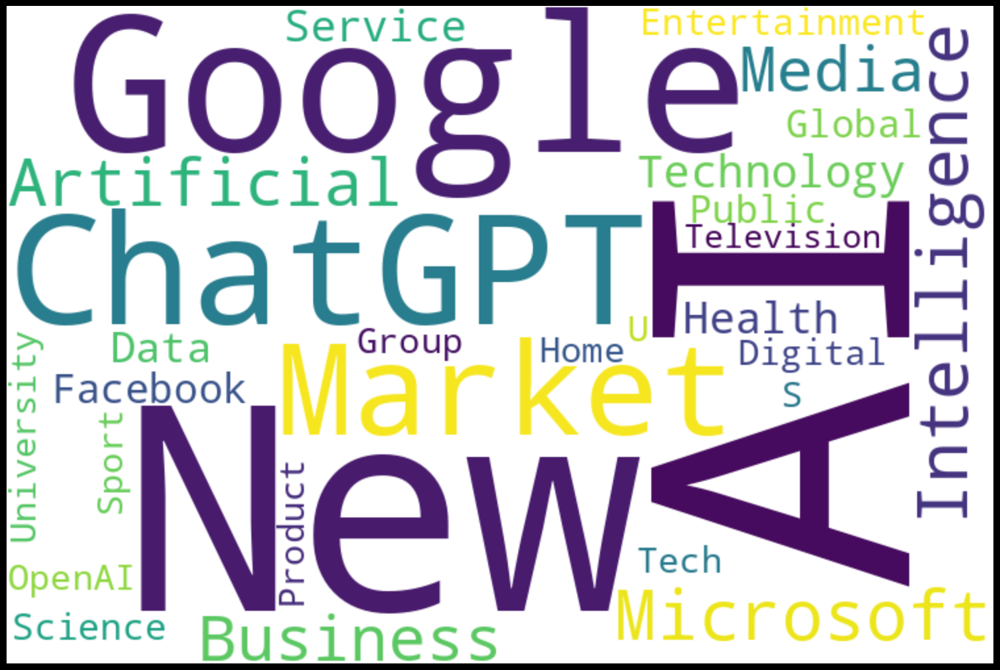 Google
Service
Entertainment
Media
Global
Intelligence
Artificial
Technology
Public
Television
ChatGPT
AI
Health
Group
Home
U
Digital
Data
Market
University
Facebook
S
Sport
New
Product
Tech
OpenAI
Microsoft
Science
Business